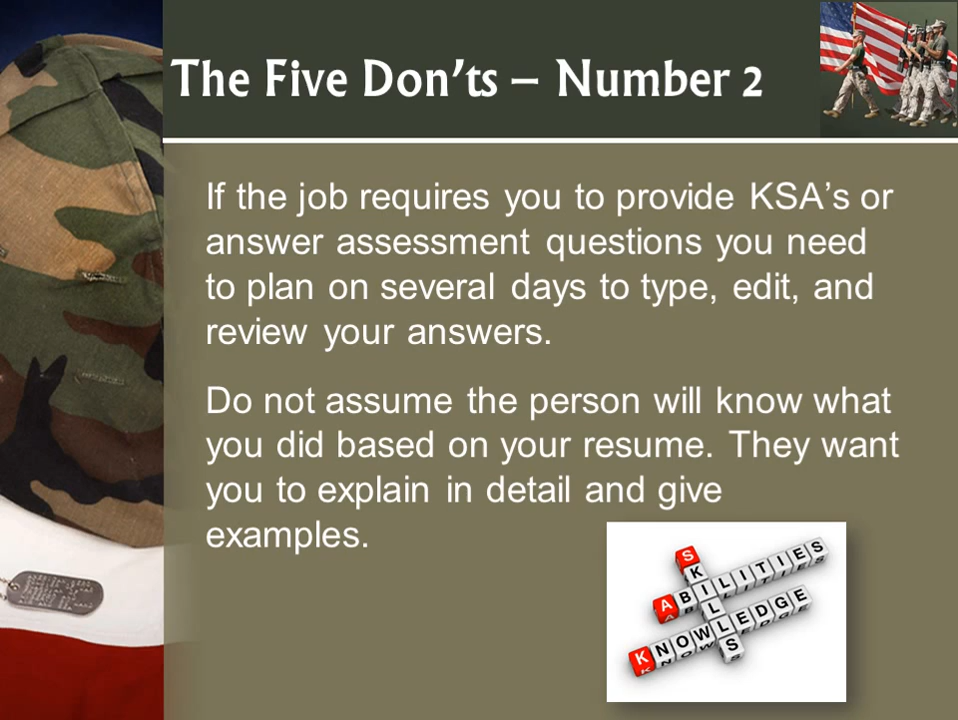 The Five Don'ts – Number 2
If the job requires you to provide KSA's or
answer assessment questions you need
to plan on several days to type, edit, and
review your answers.
Do not assume the person will know what
you did based on your resume. They want
you to explain in detail and give
examples.
SKILLS
ABILITIES
KNOWLEDGE